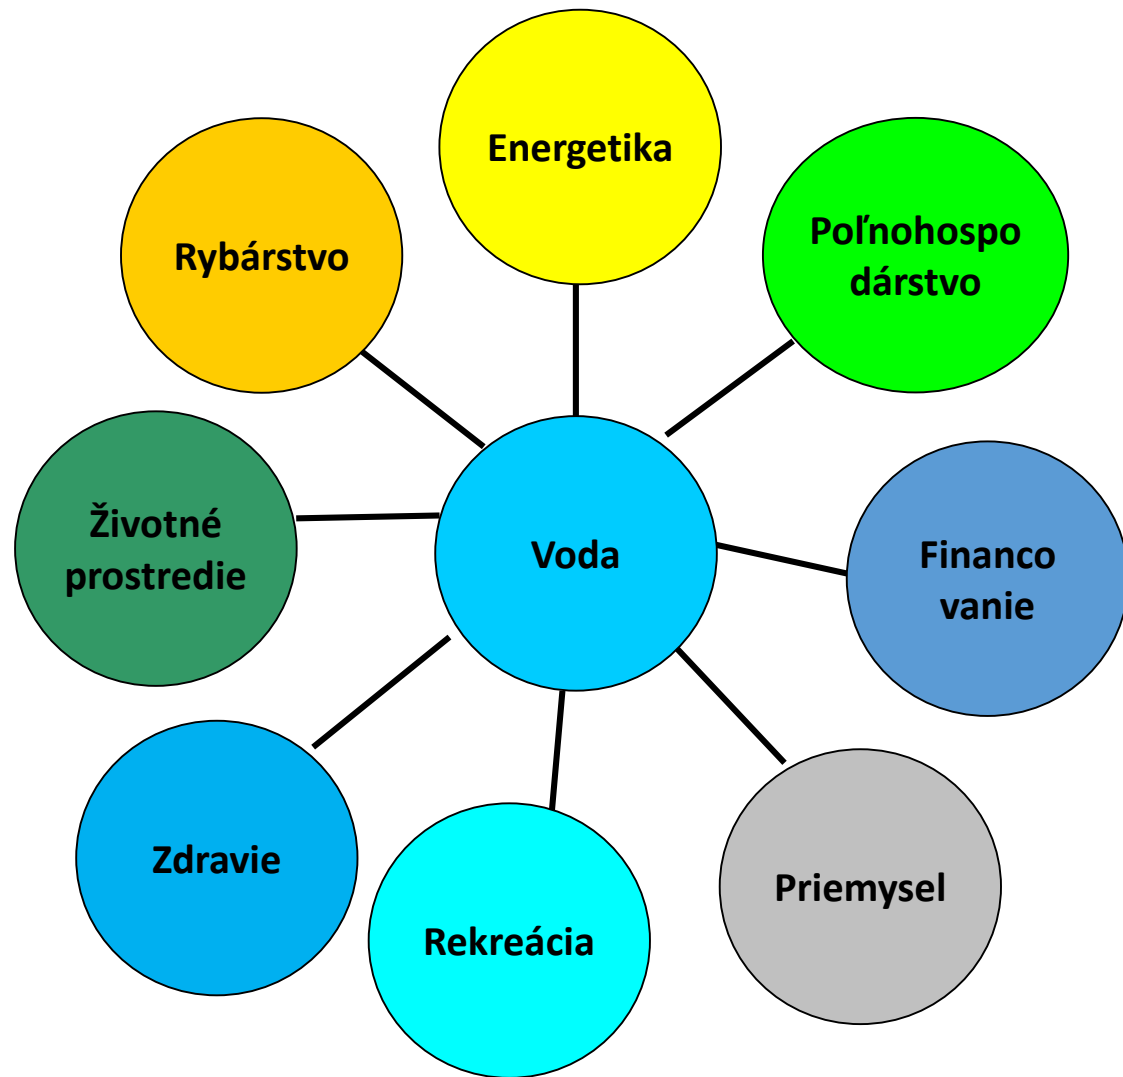 Energetika
Poľnohospo
dárstvo
Rybárstvo
Životné
prostredie
Voda
Financo
vanie
Zdravie
Rekreácia
Priemysel